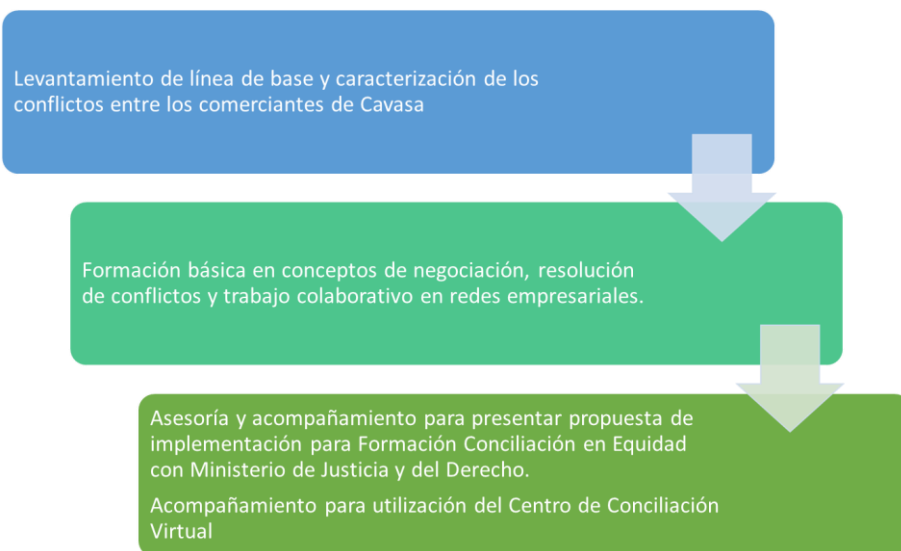 Levantamiento de línea de base y caracterización de los
conflictos entre los comerciantes de Cavasa
Formación básica en conceptos de negociación, resolución
de conflictos y trabajo colaborativo en redes empresariales.
Asesoría y acompañamiento para presentar propuesta de
implementación para Formación Conciliación en Equidad
con Ministerio de Justicia y del Derecho.
Acompañamiento para utilización del Centro de Conciliación
Virtual